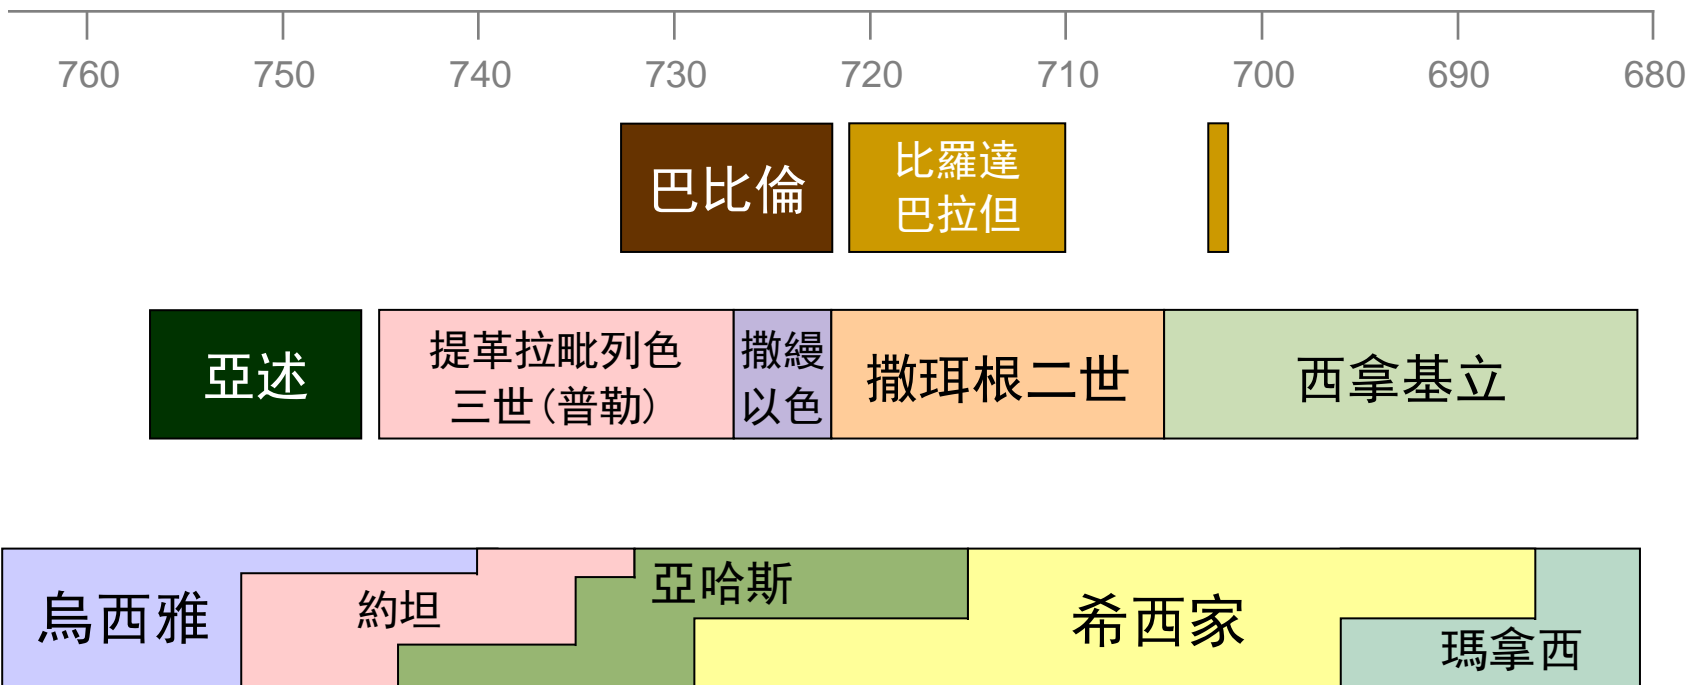 760 750 740 730 720 710 700 690 680
巴比倫
比羅達
巴拉但
亞述
提革拉毗列色
三世(普勒)
撒縵
以色
撒珥根二世
西拿基立
烏西雅
約坦
亞哈斯
希西家
瑪拿西